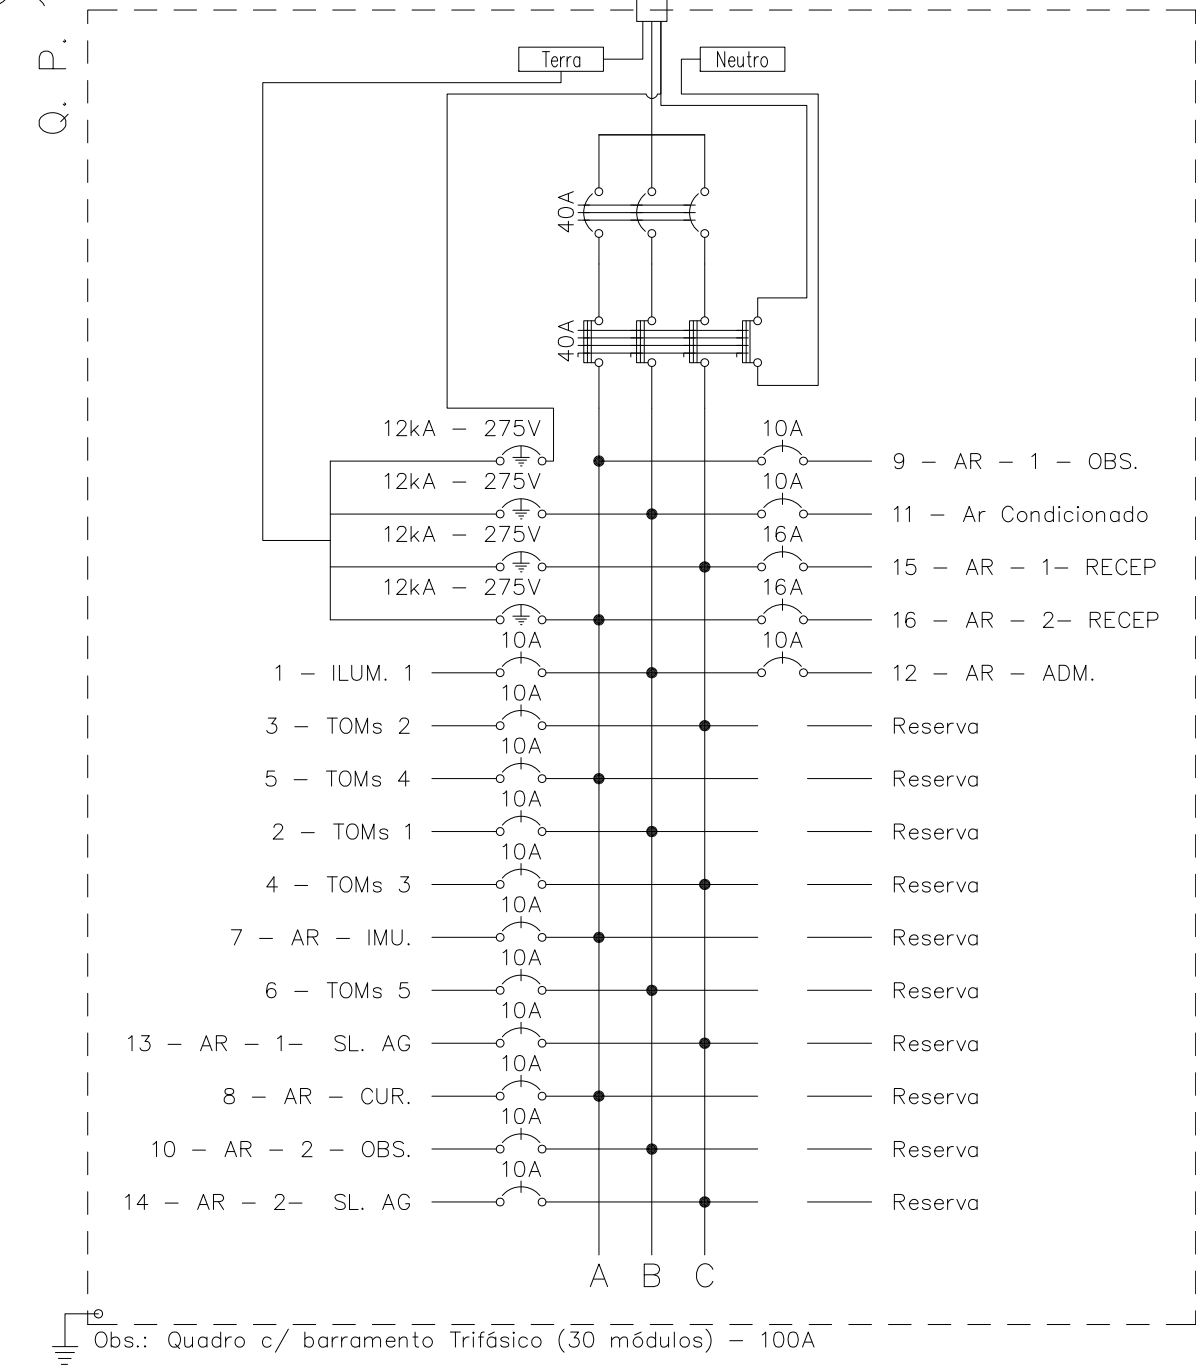 Q. P.
Terra
Neutro
40A
40A
12kA - 275V
10A
9 - AR - 1 - OBS.
12kA - 275V
10A
11 - Ar Condicionado
12kA - 275V
16A
15 - AR - 1- RECEP
12kA - 275V
16A
16 - AR - 2- RECEP
10A
10A
1 - ILUM. 1
12 - AR - ADM.
10A
3 - TOMs 2
Reserva
10A
5 - TOMs 4
Reserva
10A
2 - TOMs 1
Reserva
10A
4 - TOMs 3
Reserva
10A
7 - AR - IMU.
Reserva
10A
6 - TOMs 5
Reserva
10A
13 - AR - 1- SL. AG
Reserva
10A
8 - AR - CUR.
Reserva
10A
10 - AR - 2 - OBS.
Reserva
10A
14 - AR - 2- SL. AG
Reserva
A B C
Obs.: Quadro c/ barramento Trifásico (30 módulos) - 100A